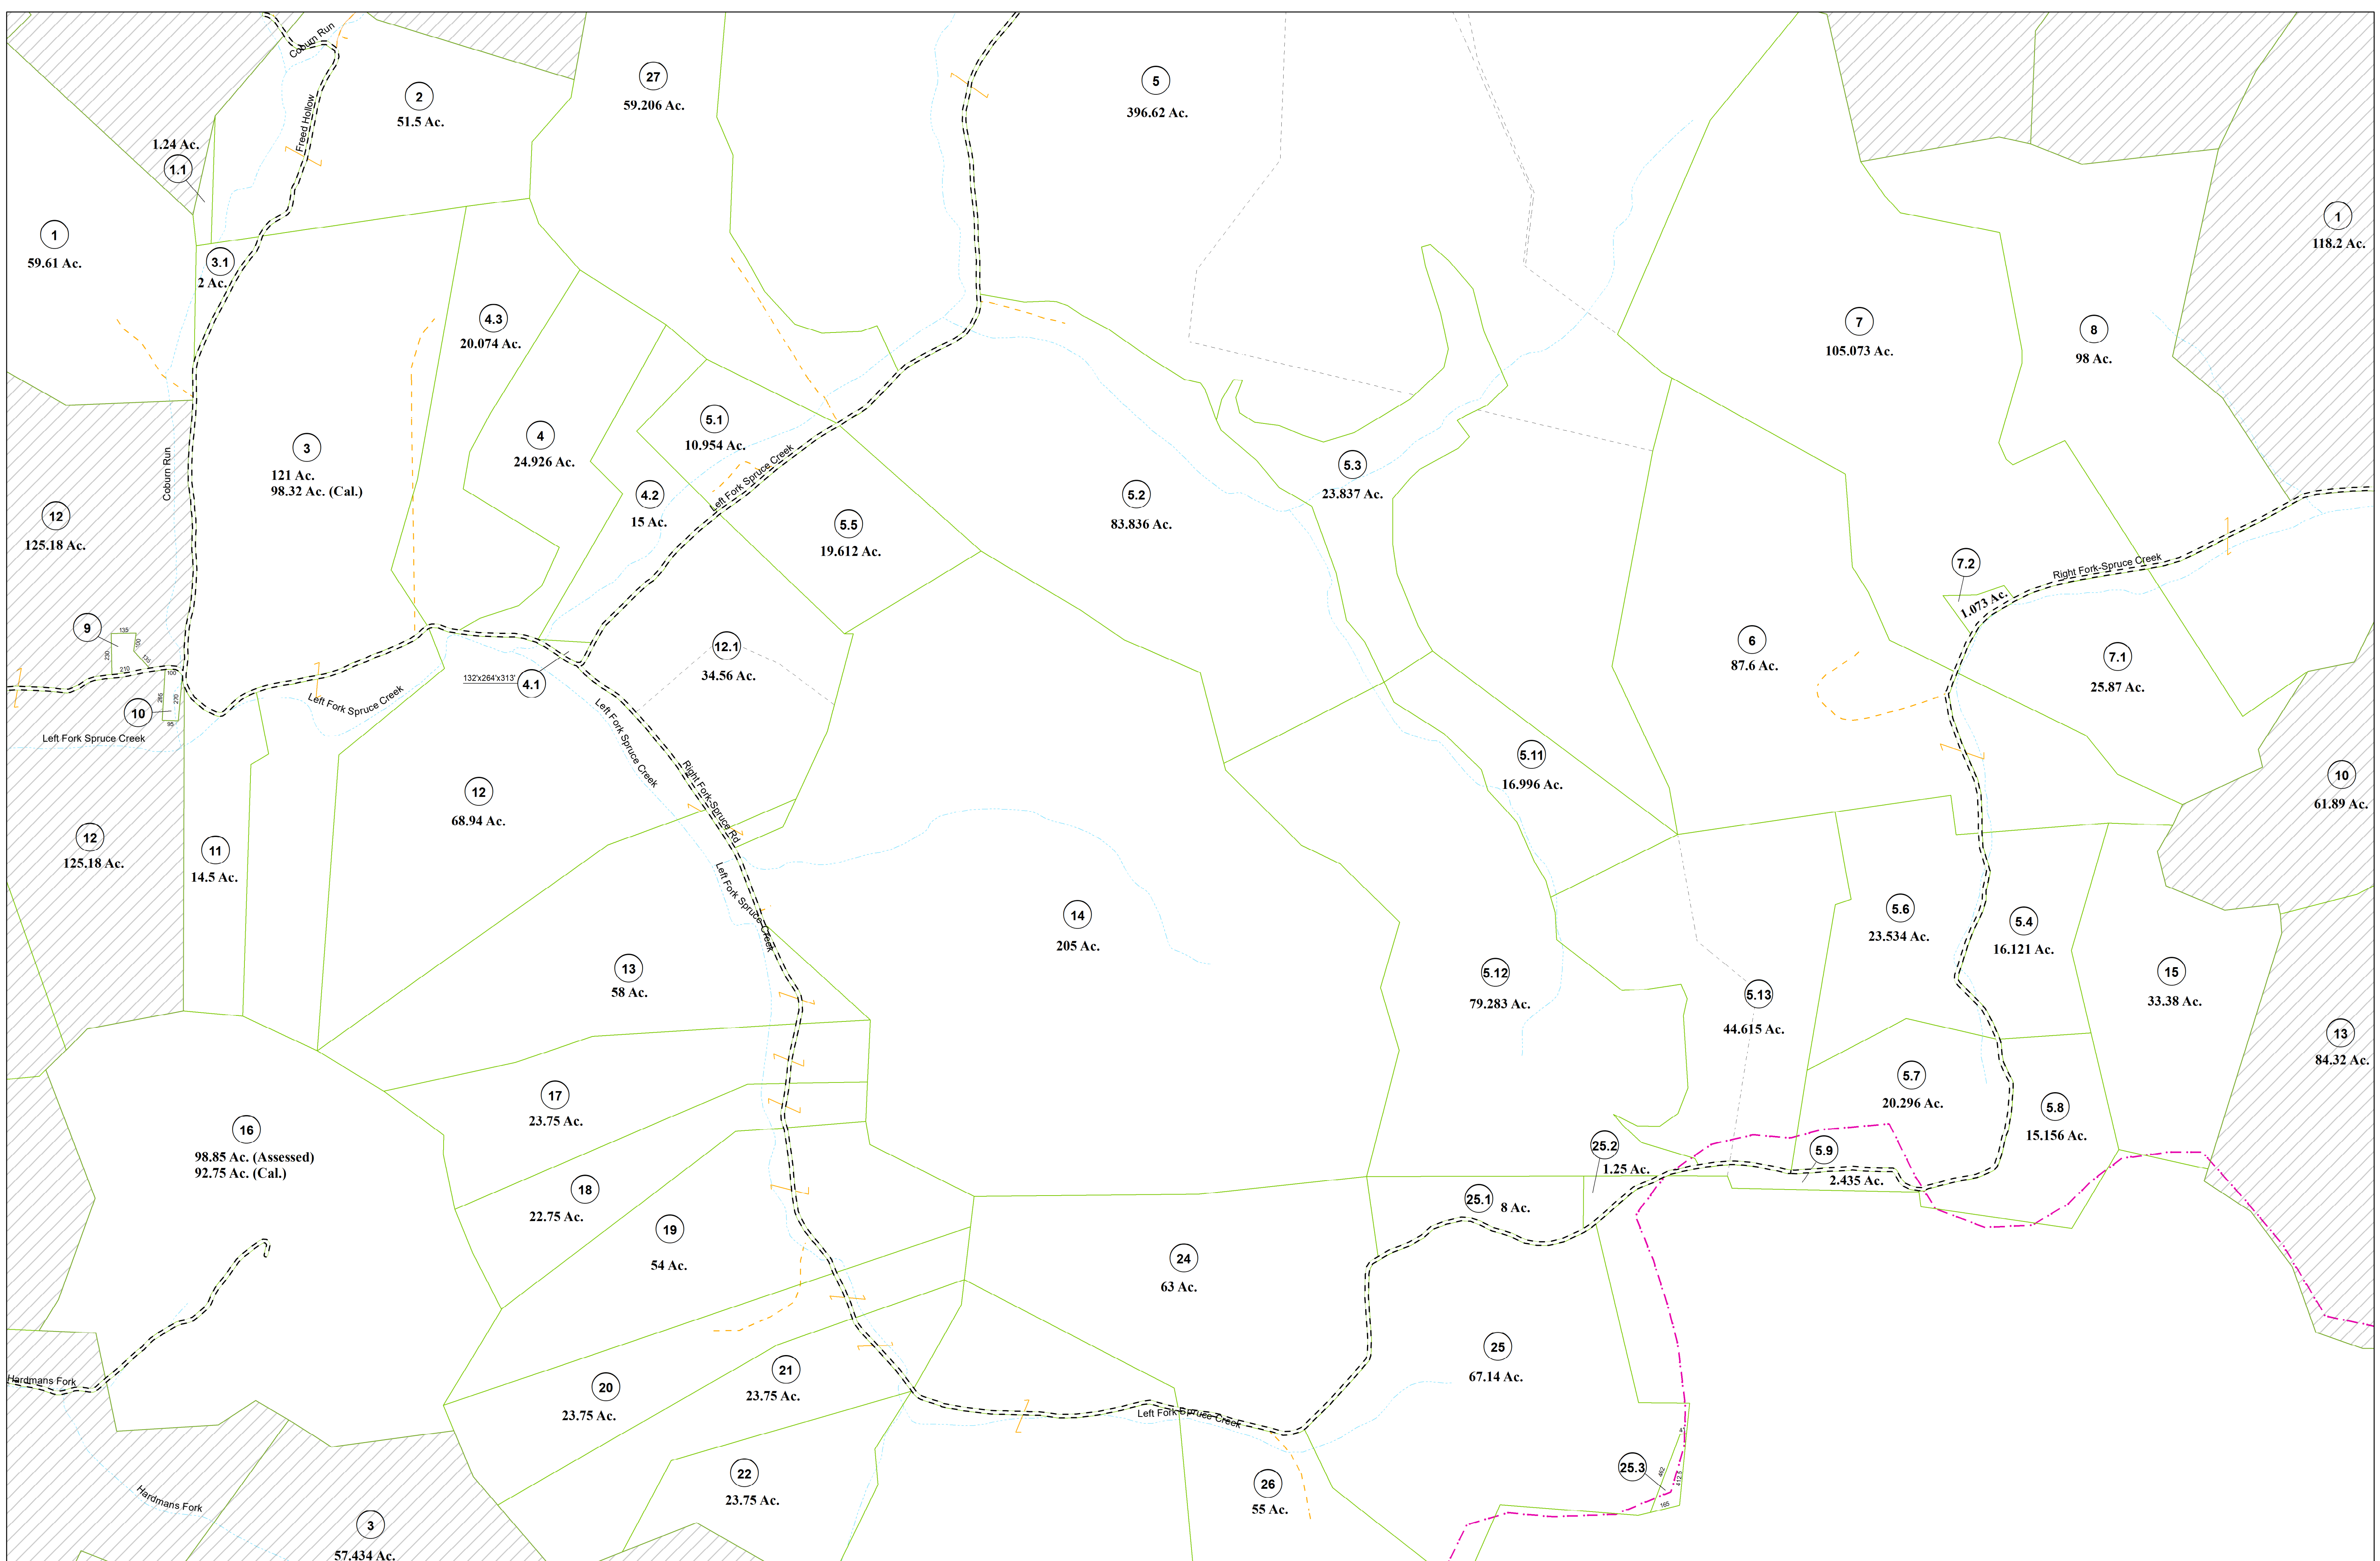 Coburn Run
Freed Hollow
2
51.5 Ac.
27
59.206 Ac.
5
396.62 Ac.
1.24 Ac.
1.1
1
59.61 Ac.
3.1
2 Ac.
1
118.2 Ac.
4.3
20.074 Ac.
7
105.073 Ac.
8
98 Ac.
3
121 Ac.
98.32 Ac. (Cal.)
Coburn Run
4
24.926 Ac.
5.1
10.954 Ac.
Left Fork Spruce Creek
4.2
15 Ac.
5.5
19.612 Ac.
5.2
83.836 Ac.
5.3
23.837 Ac.
12
125.18 Ac.
7.2
1.073 Ac.
Right Fork-Spruce Creek
9
135
100
135
230
210
6
87.6 Ac.
7.1
25.87 Ac.
12.1
34.56 Ac.
132'x264'x313'
4.1
100
265
270
95
10
Left Fork Spruce Creek
Left Fork Spruce Creek
Left Fork Spruce Creek
Right Fork-Spruce Rd
5.11
16.996 Ac.
10
61.89 Ac.
12
68.94 Ac.
12
125.18 Ac.
11
14.5 Ac.
Left Fork Spruce Creek
14
205 Ac.
5.6
23.534 Ac.
5.4
16.121 Ac.
13
58 Ac.
5.12
79.283 Ac.
5.13
44.615 Ac.
15
33.38 Ac.
13
84.32 Ac.
17
23.75 Ac.
5.7
20.296 Ac.
5.8
15.156 Ac.
16
98.85 Ac. (Assessed)
92.75 Ac. (Cal.)
25.2
1.25 Ac.
5.9
2.435 Ac.
18
22.75 Ac.
25.1
8 Ac.
19
54 Ac.
24
63 Ac.
25
67.14 Ac.
Hardmans Fork
20
23.75 Ac.
21
23.75 Ac.
Left Fork Spruce Creek
22
23.75 Ac.
26
55 Ac.
25.3
462
412.5
165
Hardmans Fork
3
57.434 Ac.